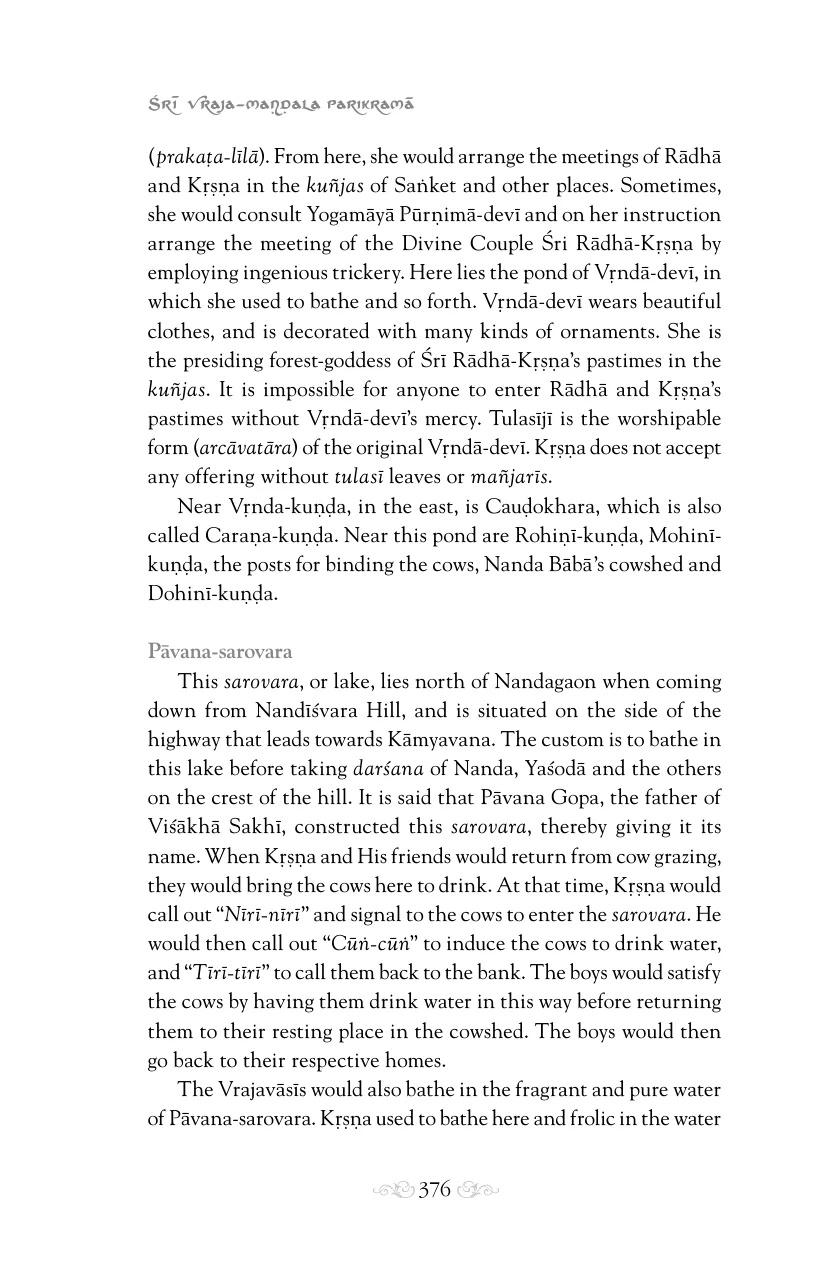 Śrī Vraja-maṇḍala Parikramā
(prakaṭa-līlā). From here, she would arrange the meetings of Rādhā
and Kṛṣṇa in the kuñjas of Saṅket and other places. Sometimes,
she would consult Yogamāyā Pūrṇimā-devī and on her instruction
arrange the meeting of the Divine Couple Śri Rādhā-Kṛṣṇa by
employing ingenious trickery. Here lies the pond of Vṛndā-devī, in
which she used to bathe and so forth. Vṛndā-devī wears beautiful
clothes, and is decorated with many kinds of ornaments. She is
the presiding forest-goddess of Śrī Rādhā-Kṛṣṇa’s pastimes in the
kuñjas. It is impossible for anyone to enter Rādhā and Kṛṣṇa’s
pastimes without Vṛndā-devī’s mercy. Tulasījī is the worshipable
form (arcāvatāra) of the original Vṛndā-devī. Kṛṣṇa does not accept
any offering without tulasī leaves or mañjarīs.
Near Vṛnda-kuṇḍa, in the east, is Cauḍokhara, which is also
called Caraṇa-kuṇḍa. Near this pond are Rohiṇī-kuṇḍa, Mohinī-
kuṇḍa, the posts for binding the cows, Nanda Bābā’s cowshed and
Dohinī-kuṇḍa.
Pāvana-sarovara
This sarovara, or lake, lies north of Nandagaon when coming
down from Nandīśvara Hill, and is situated on the side of the
highway that leads towards Kāmyavana. The custom is to bathe in
this lake before taking darśana of Nanda, Yaśodā and the others
on the crest of the hill. It is said that Pāvana Gopa, the father of
Viśākhā Sakhī, constructed this sarovara, thereby giving it its
name. When Kṛṣṇa and His friends would return from cow grazing,
they would bring the cows here to drink. At that time, Kṛṣṇa would
call out “Nīrī-nīrī” and signal to the cows to enter the sarovara. He
would then call out “Cūṅ-cūṅ” to induce the cows to drink water,
and “Tīrī-tīrī” to call them back to the bank. The boys would satisfy
the cows by having them drink water in this way before returning
them to their resting place in the cowshed. The boys would then
go back to their respective homes.
The Vrajavāsīs would also bathe in the fragrant and pure water
of Pāvana-sarovara. Kṛṣṇa used to bathe here and frolic in the water
376